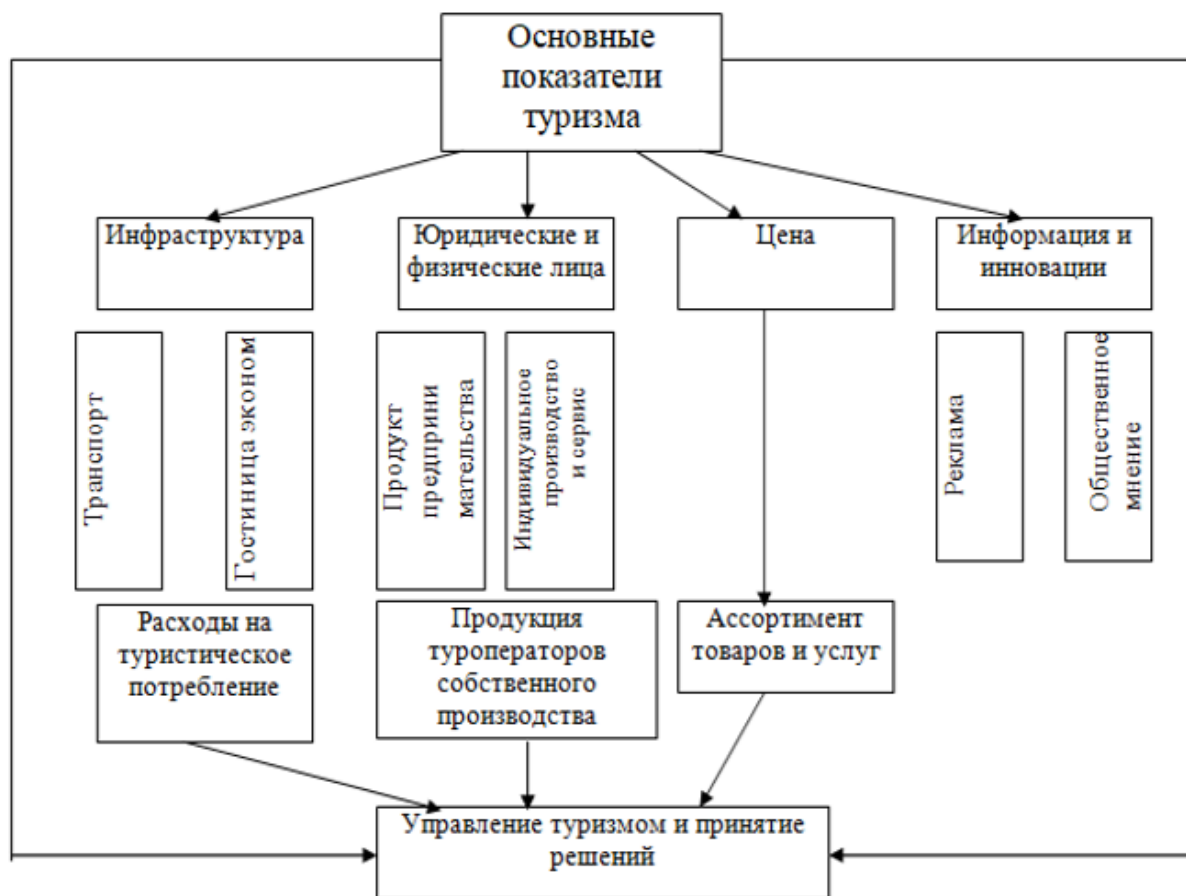 Основные
показатели
туризма
Инфраструктура
Юридические и
физические лица
Цена
Информация и
инновации
Транспорт
Гостиница эконом
Продукт
предприни
мательства
Индивидуальное
производство
и сервис
Реклама
Общественное
мнение
Расходы на
туристическое
потребление
Продукция
туроператоров
собственного
производства
Ассортимент
товаров и услуг
Управление туризмом и принятие
решений